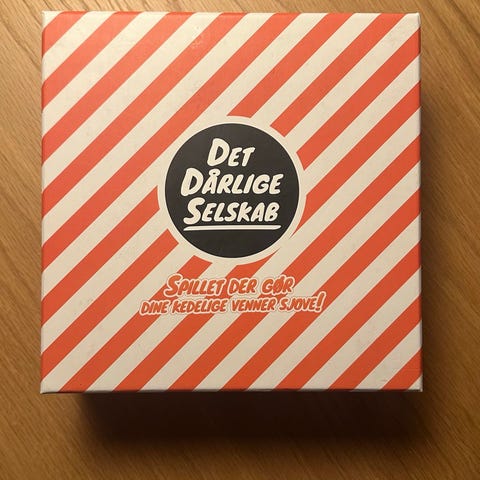 Det
Dårlige
Selskab
Spillet der gør
dine kedelige venner sjove!